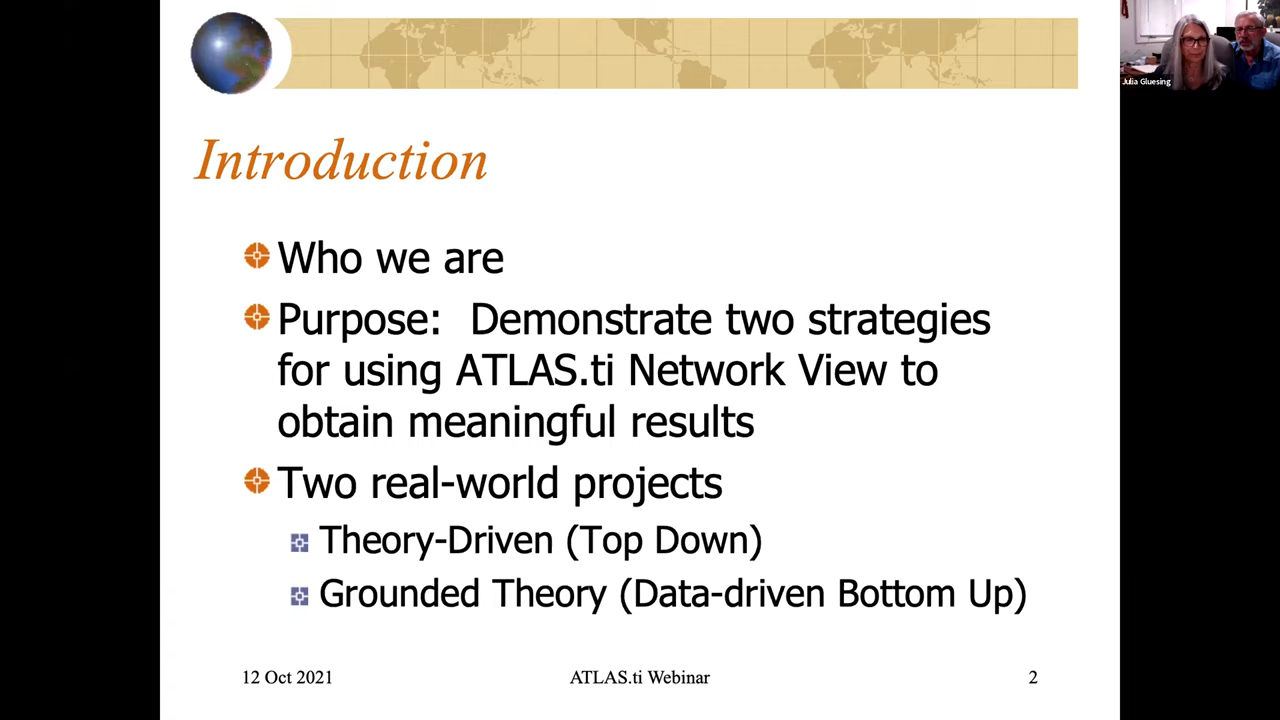 Julia Gluesing
Introduction
Who we are
Purpose: Demonstrate two strategies
for using ATLAS.ti Network View to
obtain meaningful results
Two real-world projects
Theory-Driven (Top Down)
Grounded Theory (Data-driven Bottom Up)
12 Oct 2021 ATLAS.ti Webinar 2